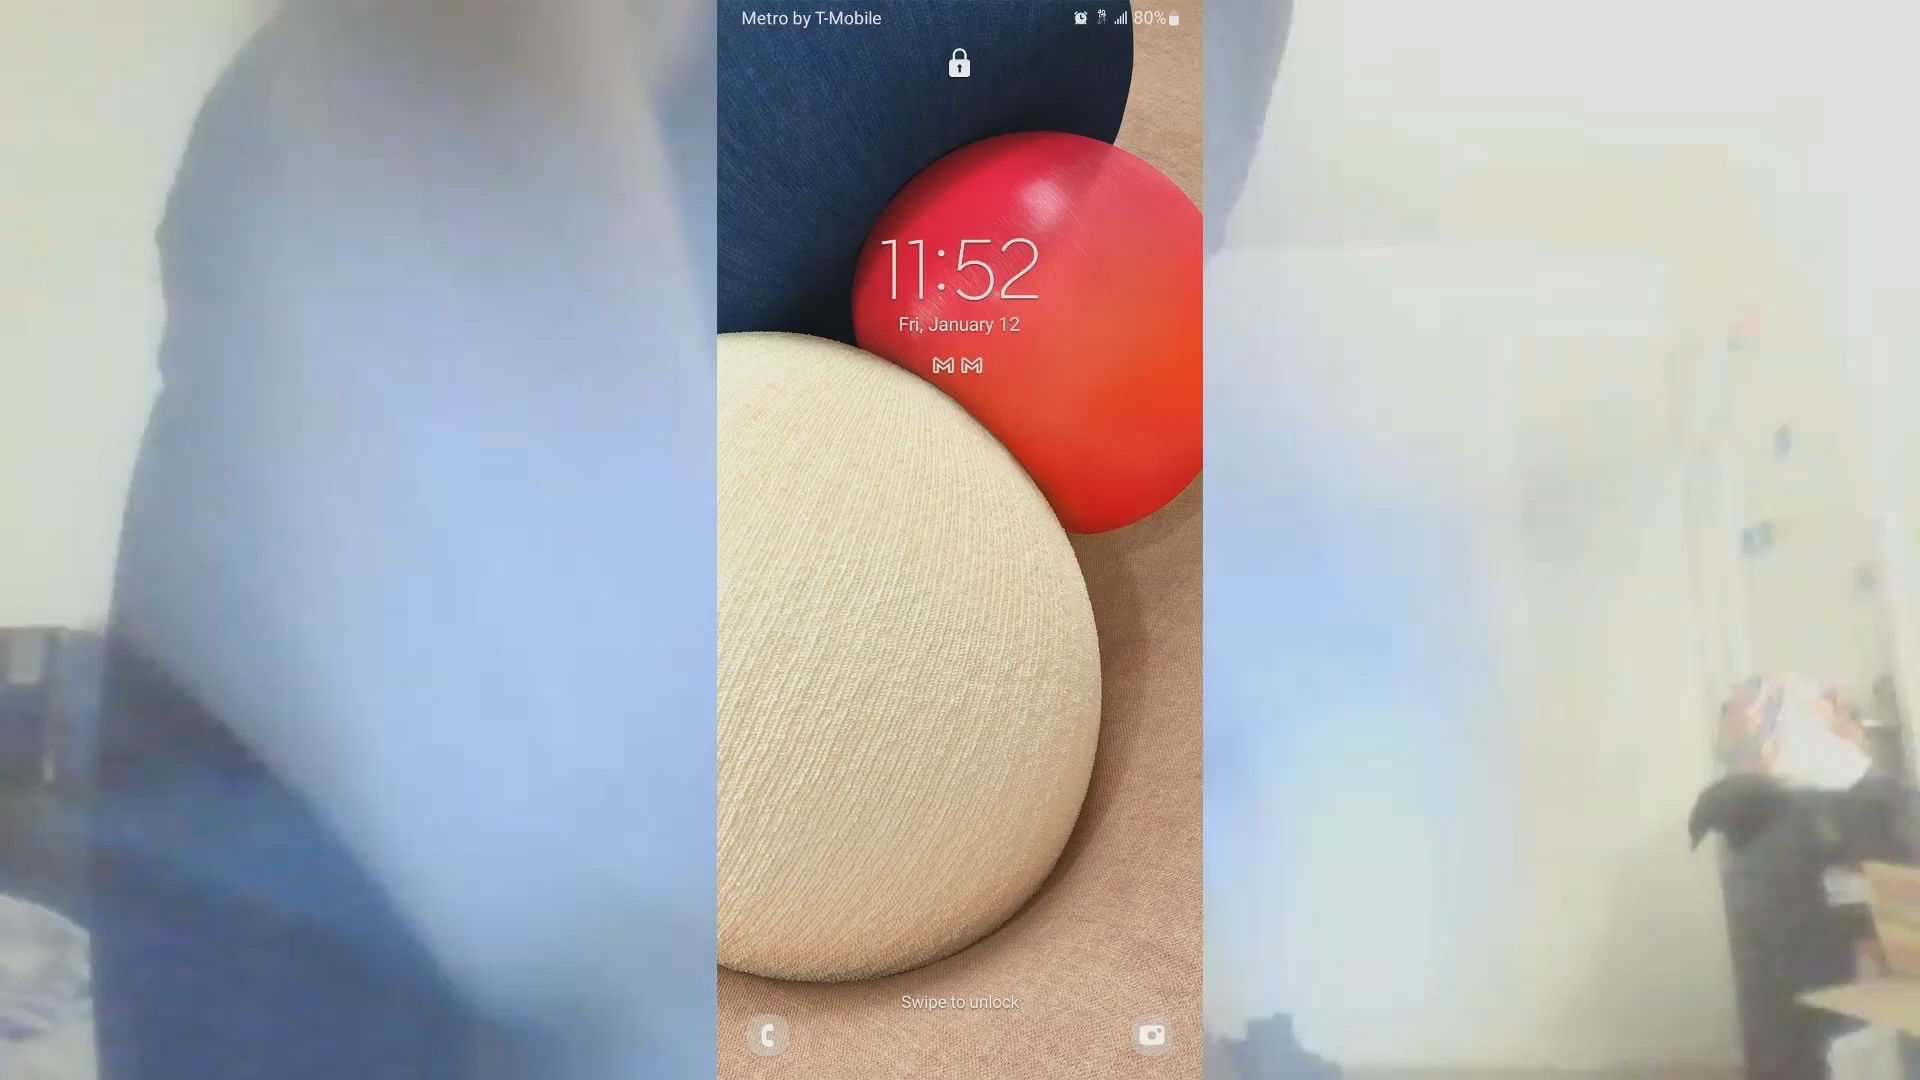 Metro by T-Mobile 80%
11:52
Fri, January 12
Swipe to unlock